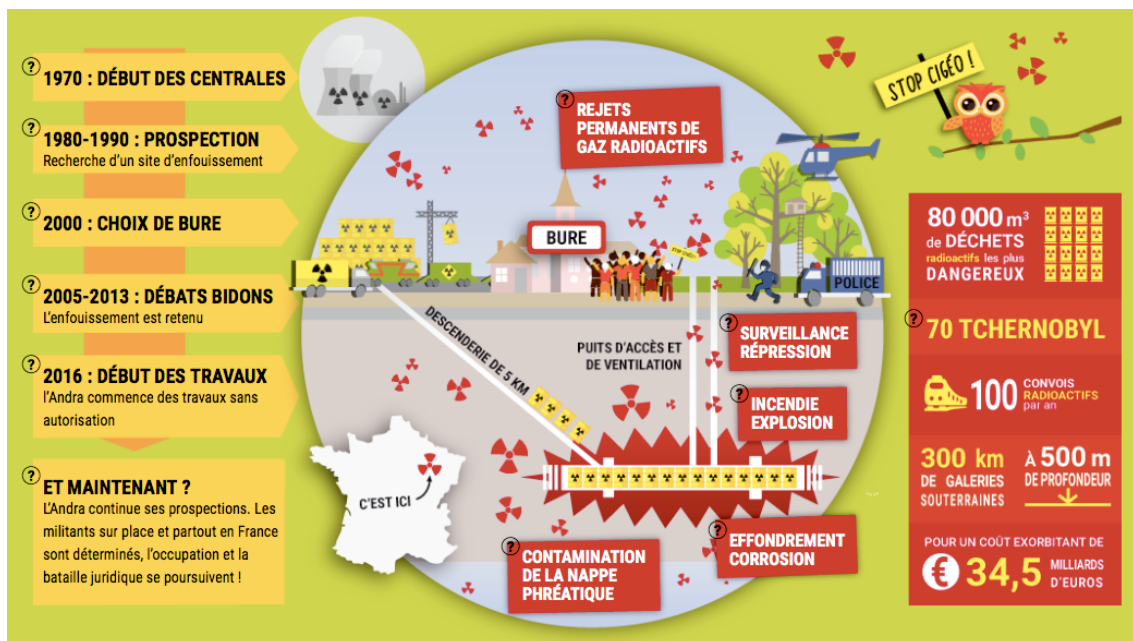 ?
1970 : DÉBUT DES CENTRALES
?
1980-1990 : PROSPECTION
Recherche d'un site d'enfouissement
?
2000 : CHOIX DE BURE
?
2005-2013 : DÉBATS BIDONS
L'enfouissement est retenu
?
2016 : DÉBUT DES TRAVAUX
l'Andra commence des travaux sans
autorisation
?
ET MAINTENANT ?
L'Andra continue ses prospections. Les
militants sur place et partout en France
sont déterminés, l'occupation et la
bataille juridique se poursuivent !
?
REJETS
PERMANENTS DE
GAZ RADIOACTIFS
BURE
POLICE
DESCENDERIE DE 5 KM
PUITS D'ACCÈS ET
DE VENTILATION
?
SURVEILLANCE
RÉPRESSION
?
INCENDIE
EXPLOSION
C'EST ICI
?
EFFONDREMENT
CORROSION
?
CONTAMINATION
DE LA NAPPE
PHRÉATIQUE
STOP CIGÉO !
80 000 m³
de DÉCHETS
radioactifs les plus
DANGEREUX
?
70 TCHERNOBYL
100 CONVOIS
RADIOACTIFS
par an
300 km
DE GALERIES
SOUTERRAINES
À 500 m
DE PROFONDEUR
POUR UN COÛT EXORBITANT DE
€ 34,5 MILLIARDS
D'EUROS